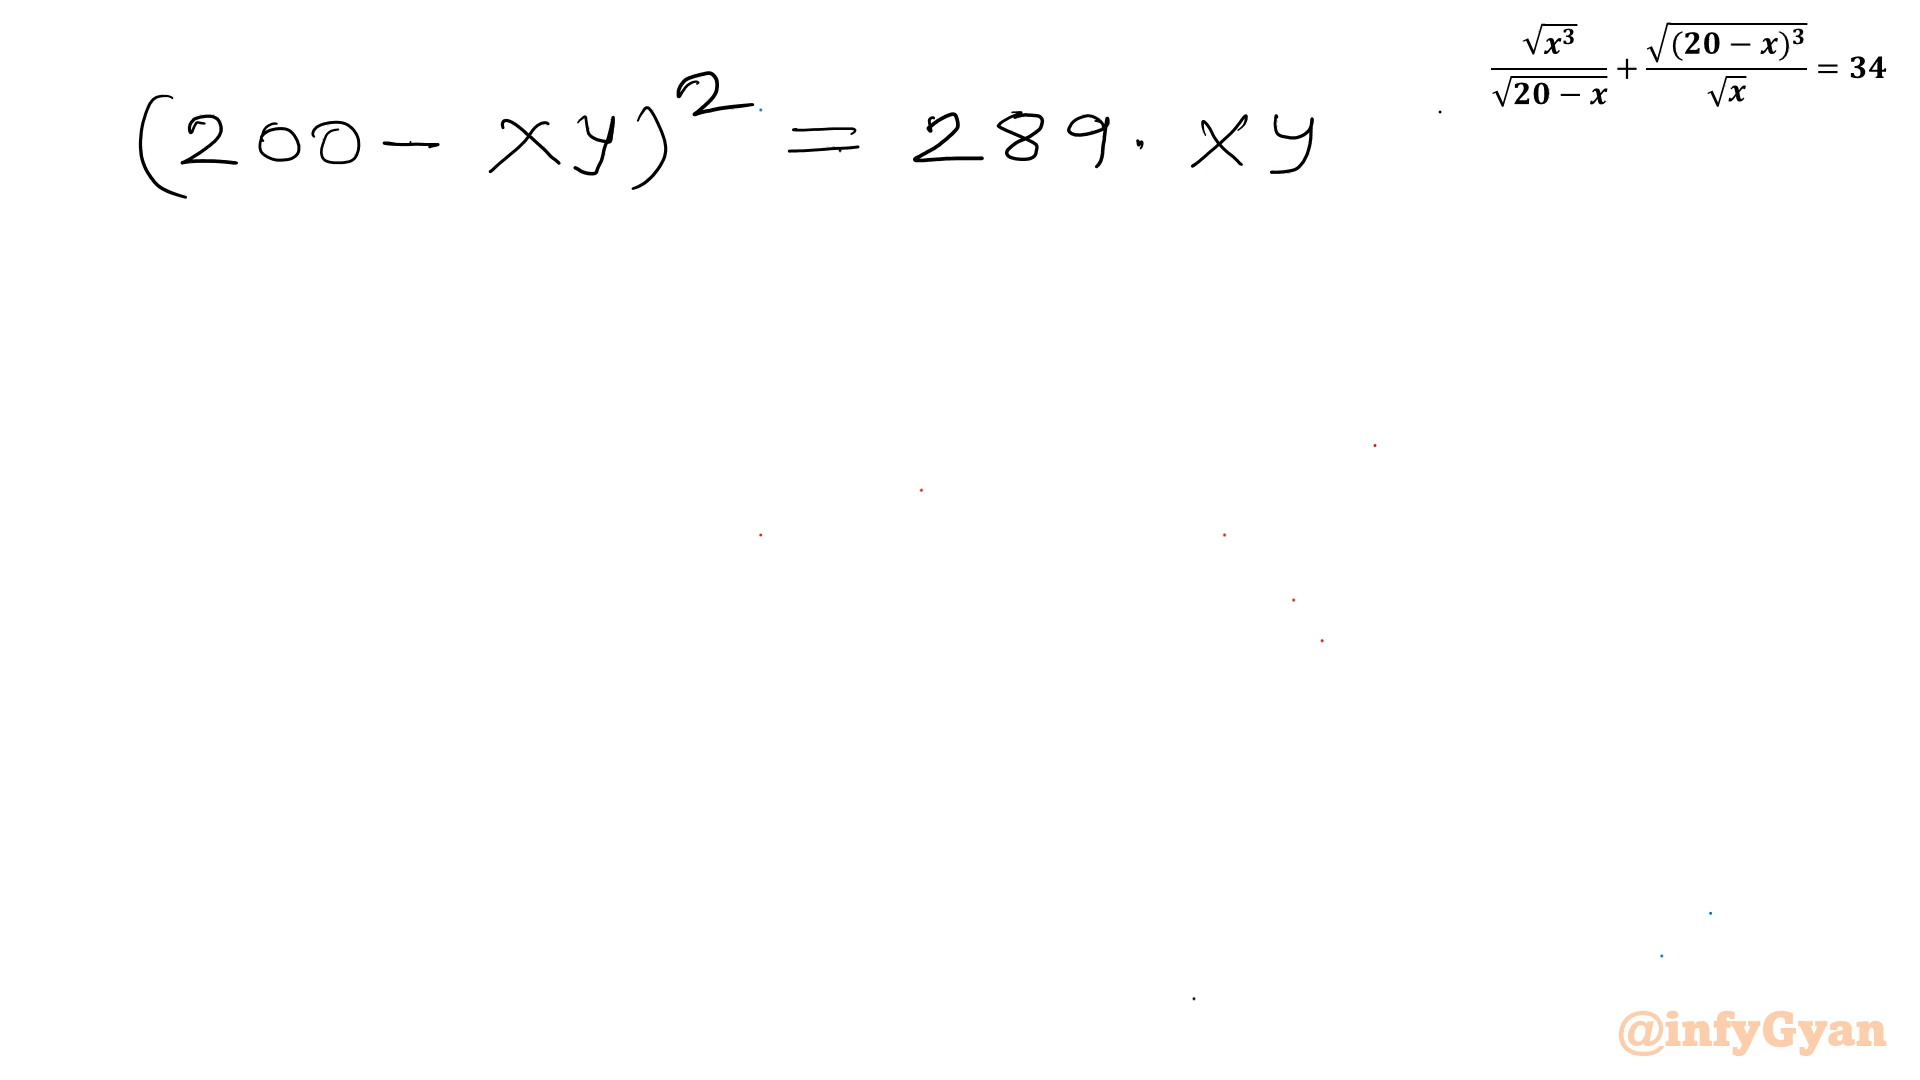 (200 - xy)² = 289 · xy
√x³/√(20 − x) + √(20 − x)³/√x = 34
@infyGyan